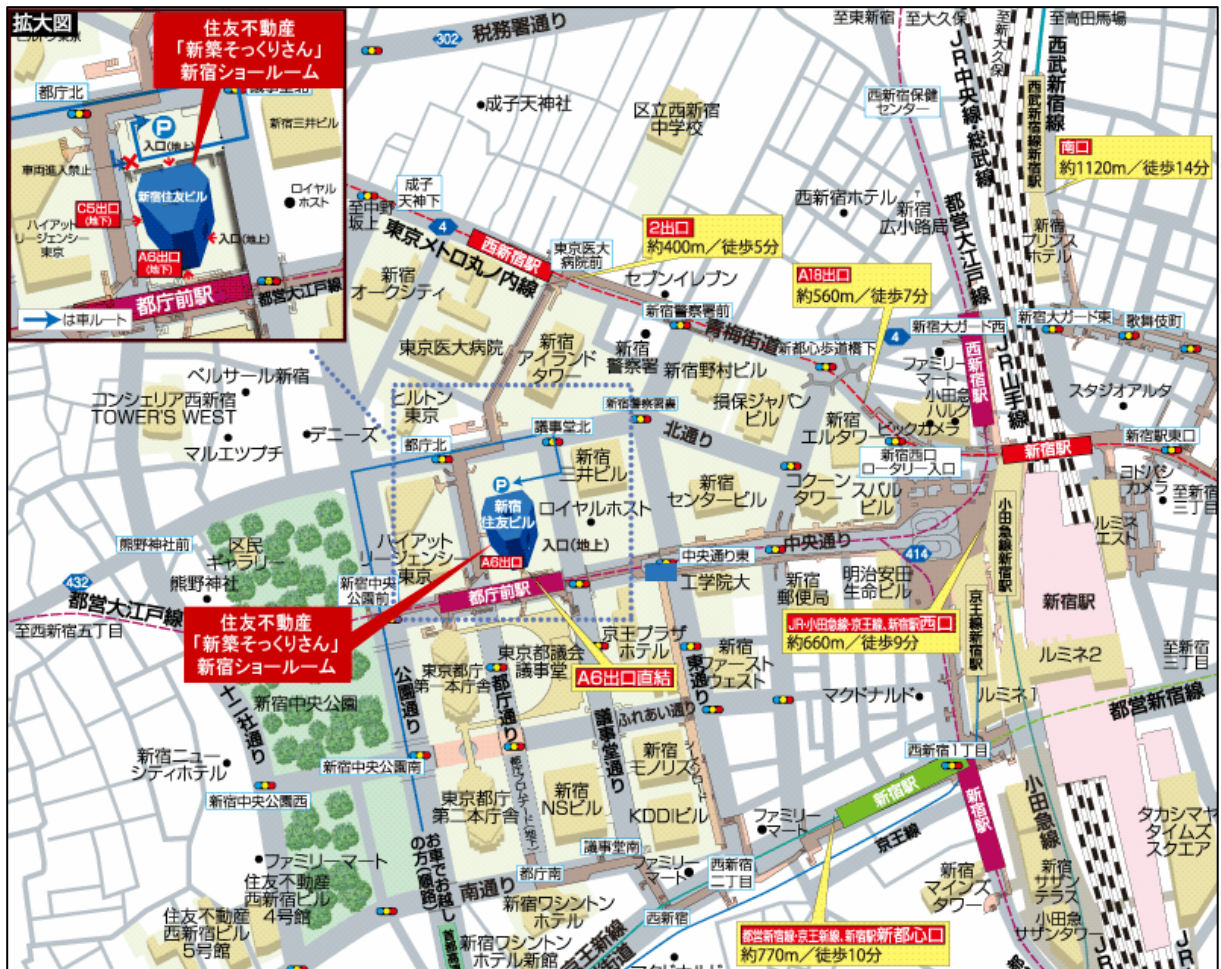 拡大図
住友不動産
「新築そっくりさん」
新宿ショールーム
都庁北
入口(地上)
新宿三井ビル
車両進入禁止
新宿住友ビル
ロイヤル
ホスト
C5出口
(地下)
ハイアット
リージェンシー
東京
入口(地上)
A6出口
(地下)
都庁前駅
都営大江戸線
は車ルート
302
税務署通り
至東新宿
至大久保
至新大久保
至高田馬場
JR中央線・総武線
西武新宿線
西武新宿線新宿駅
成子天神社
区立西新宿
中学校
西新宿保健
センター
南口
約1120m/徒歩14分
成子
天神下
至中野
坂上
4
西新宿駅
東京メトロ丸ノ内線
東京医大
病院前
2出口
約400m/徒歩5分
西新宿ホテル
新宿
広小路局
都営大江戸線
新宿
プリンス
ホテル
セブンイレブン
A18出口
約560m/徒歩7分
新宿
オークシティ
新宿警察署前
青梅街道
新都心歩道橋下
4
新宿大ガード西
新宿大ガード東
歌舞伎町
東京医大病院
新宿
アイランド
タワー
新宿
警察署
新宿野村ビル
損保ジャパン
ビル
ファミリー
マート
小田急
ハルク
ビックカメラ
西新宿駅
JR山手線
スタジオアルタ
ベルサール新宿
コンシェリア西新宿
TOWER'S WEST
マルエツプチ
デニーズ
ヒルトン
東京
新宿警察署裏
北通り
新宿
エルタワー
新宿西口
ロータリー入口
新宿駅
新宿駅東口
都庁北
議事堂北
新宿
三井ビル
新宿
センタービル
コクーン
タワー
スバル
ビル
ヨドバシ
カメラ
至新宿
三丁目
P
新宿
住友ビル
ロイヤルホスト
入口(地上)
A6出口
ハイアット
リージェンシー
東京
小田急線新宿駅
ルミネ
エスト
熊野神社前
区民
ギャラリー
熊野神社
432
都営大江戸線
至西新宿五丁目
新宿中央
公園前
都庁前駅
中央通り東
中央通り
414
工学院大
新宿
郵便局
明治安田
生命ビル
京王線新宿駅
新宿駅
住友不動産
「新築そっくりさん」
新宿ショールーム
JR・小田急線・京王線、新宿駅西口
約660m/徒歩9分
東京都庁
第一本庁舎
東京都議会
議事堂
京王プラザ
ホテル
A6出口直結
新宿
ファースト
ウェスト
東通り
ルミネ2
至新宿
三丁目
十二社通り
新宿中央公園
公園通り
都庁通り
議事堂通り
ふれあい通り
マクドナルド
ルミネ1
都営新宿線
新宿ニュー
シティホテル
新宿中央公園南
新宿中央公園西
東京都庁
第二本庁舎
新宿
NSビル
新宿
モノリス
KDDIビル
西新宿1丁目
新宿駅
新宿駅
小田急線
タカシマヤ
タイムズ
スクエア
ファミリー
マート
京王線
お車でお越し
の方(順路)
議事堂南
都庁南
南通り
ファミリーマート
住友不動産
西新宿ビル
4号館
住友不動産
西新宿ビル
5号館
ファミリー
マート
西新宿
二丁目
西新宿
新宿ワシントン
ホテル
新宿ワシントン
ホテル新館
京王新線
都営新宿線・京王新線、新宿駅新都心口
約770m/徒歩10分
新宿
マインズ
タワー
新宿
サザン
テラス
小田急
サザンタワー